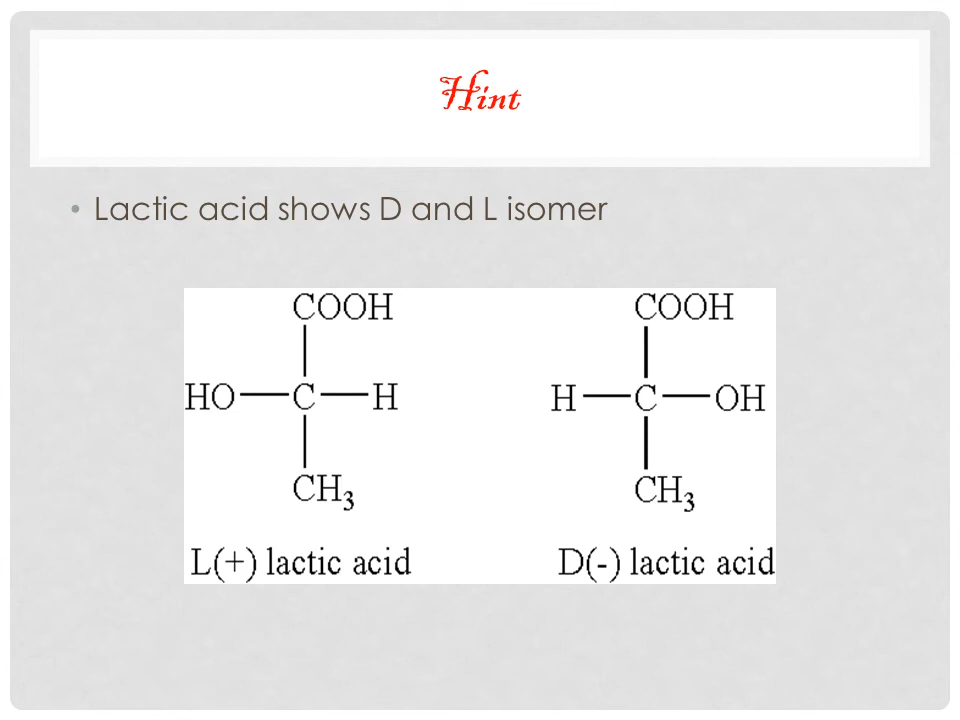 Hint
• Lactic acid shows D and L isomer
COOH COOH
HO—C—H H—C—OH
CH₃ CH₃
L(+) lactic acid D(-) lactic acid